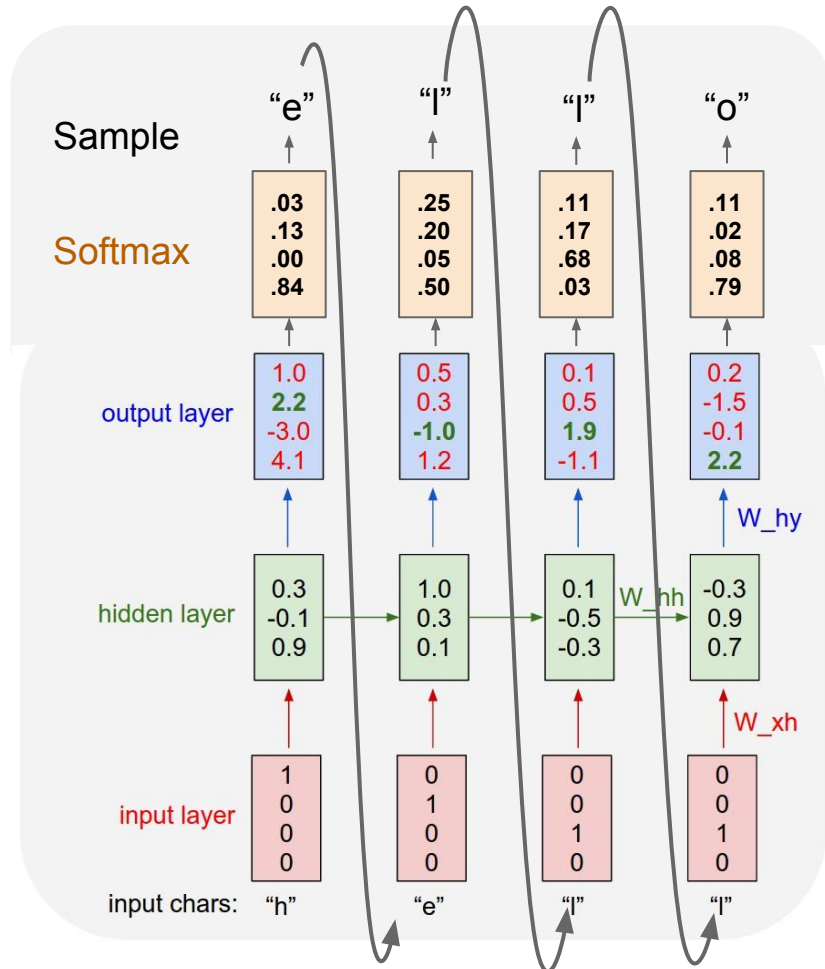 “e” “l” “l” “o”
Sample
Softmax
.03 .25 .11 .11
.13 .20 .17 .02
.00 .05 .68 .08
.84 .50 .03 .79
output layer
1.0 0.5 0.1 0.2
2.2 0.3 0.5 -1.5
-3.0 -1.0 1.9 -0.1
4.1 1.2 -1.1 2.2
W_hy
hidden layer
0.3 1.0 0.1 -0.3
-0.1 0.3 -0.5 0.9
0.9 0.1 -0.3 0.7
W_hh
W_xh
input layer
1 0 0 0
0 1 0 0
0 0 1 1
0 0 0 0
input chars: “h” “e” “l” “l”